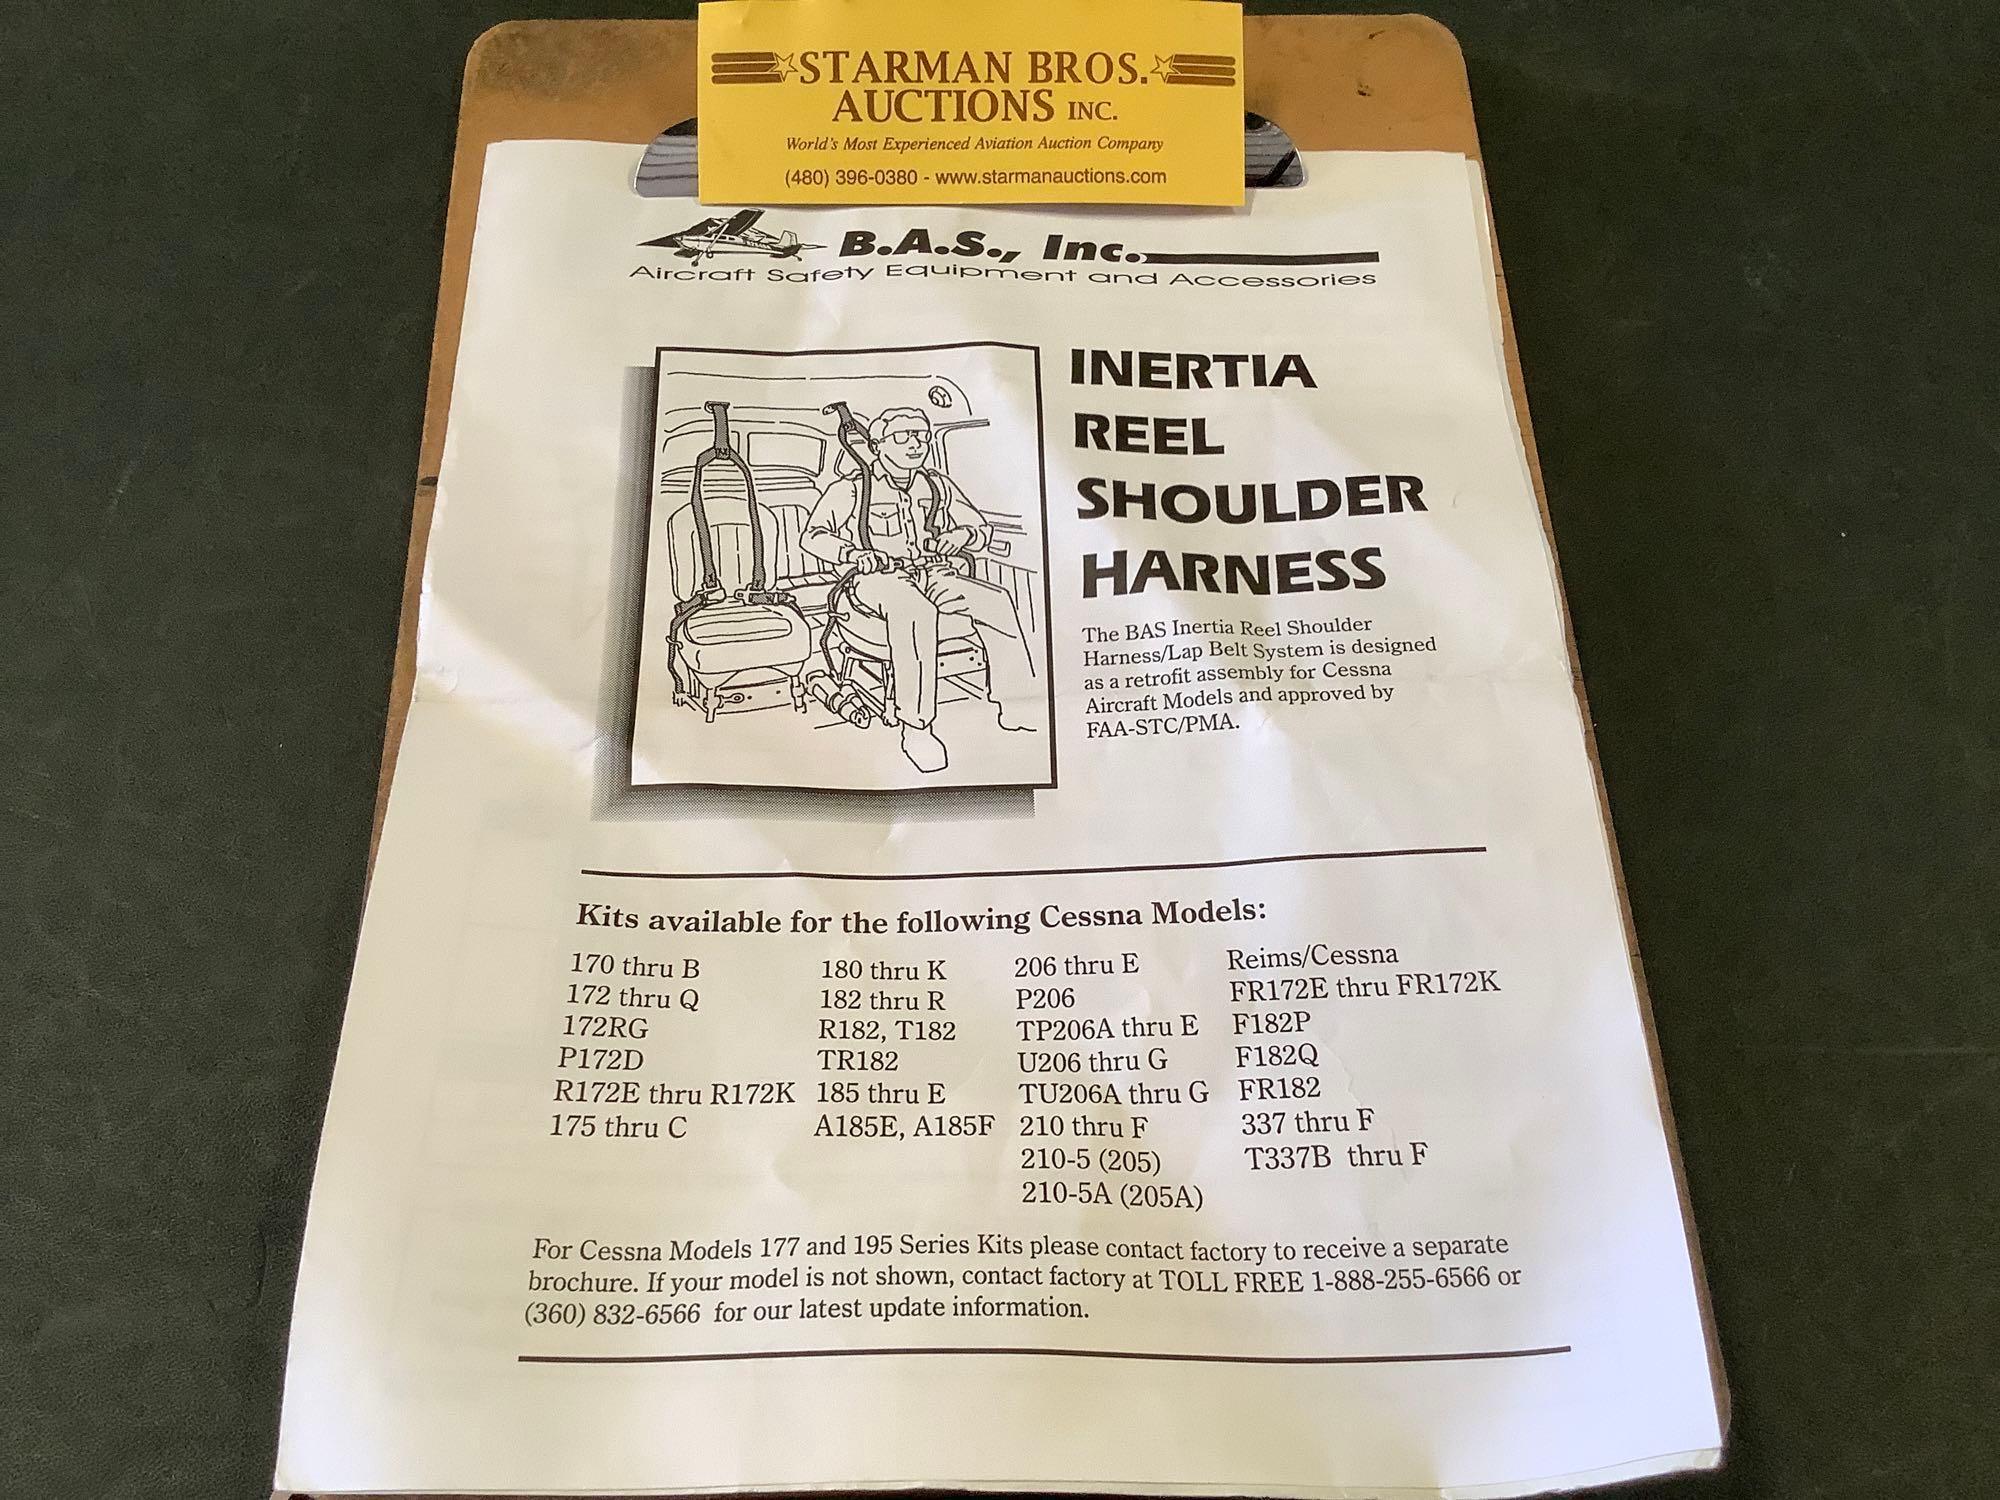 STARMAN BROS.
AUCTIONS INC.
World's Most Experienced Aviation Auction Company
(480) 396-0380 - www.starmanauctions.com
B.A.S., Inc.
Aircraft Safety Equipment and Accessories
INERTIA
REEL
SHOULDER
HARNESS
The BAS Inertia Reel Shoulder
Harness/Lap Belt System is designed
as a retrofit assembly for Cessna
Aircraft Models and approved by
FAA-STC/PMA.
Kits available for the following Cessna Models:
170 thru B
172 thru Q
172RG
P172D
R172E thru R172K
175 thru C
180 thru K
182 thru R
R182, T182
TR182
185 thru E
A185E, A185F
206 thru E
P206
TP206A thru E
U206 thru G
TU206A thru G
210 thru F
210-5 (205)
210-5A (205A)
Reims/Cessna
FR172E thru FR172K
F182P
F182Q
FR182
337 thru F
T337B thru F
For Cessna Models 177 and 195 Series Kits please contact factory to receive a separate
brochure. If your model is not shown, contact factory at TOLL FREE 1-888-255-6566 or
(360) 832-6566 for our latest update information.